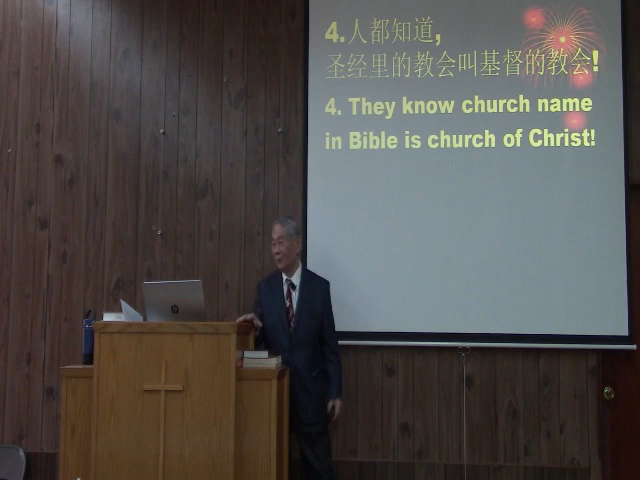 4.人都知道,
圣经里的教会叫基督的教会!
4. They know church name
in Bible is church of Christ!
hp